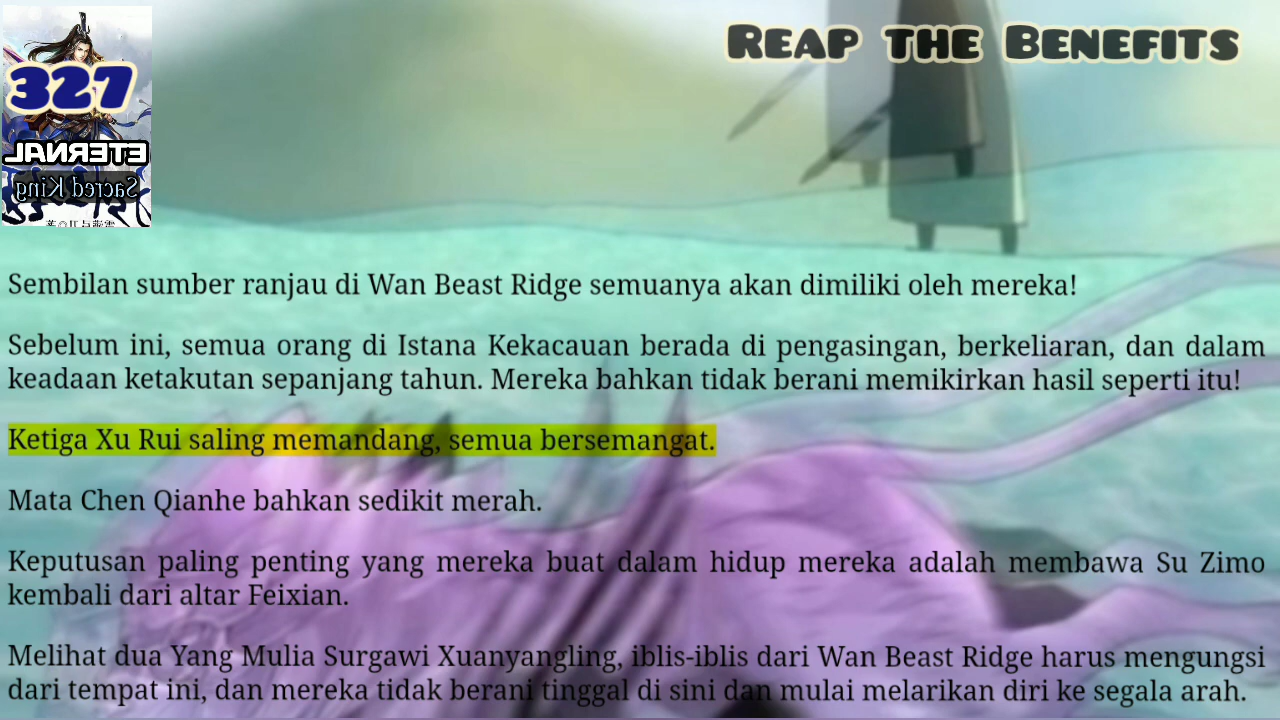 Reap the Benefits
327
ETERNAL
Sacred King
Sembilan sumber ranjau di Wan Beast Ridge semuanya akan dimiliki oleh mereka!
Sebelum ini, semua orang di Istana Kekacauan berada di pengasingan, berkeliaran, dan dalam
keadaan ketakutan sepanjang tahun. Mereka bahkan tidak berani memikirkan hasil seperti itu!
Ketiga Xu Rui saling memandang, semua bersemangat.
Mata Chen Qianhe bahkan sedikit merah.
Keputusan paling penting yang mereka buat dalam hidup mereka adalah membawa Su Zimo
kembali dari altar Feixian.
Melihat dua Yang Mulia Surgawi Xuanyangling, iblis-iblis dari Wan Beast Ridge harus mengungsi
dari tempat ini, dan mereka tidak berani tinggal di sini dan mulai melarikan diri ke segala arah.